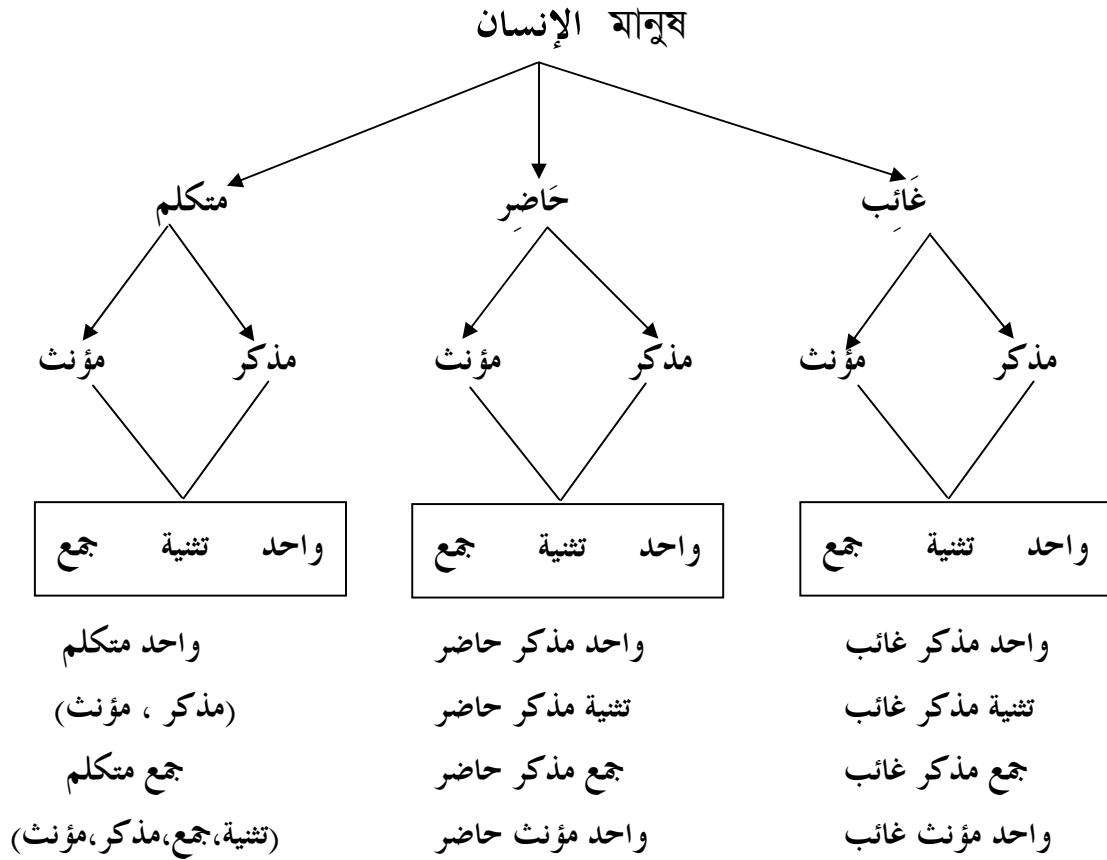 الإنسان মানুষ
غَائِب حَاضِر متكلم
مذكر مؤنث مذكر مؤنث مذكر مؤنث
واحد تثنية جمع واحد تثنية جمع واحد تثنية جمع
واحد مذكر غائب واحد مذكر حاضر واحد متكلم
تثنية مذكر غائب تثنية مذكر حاضر (مذكر ، مؤنث)
جمع مذكر غائب جمع مذكر حاضر جمع متكلم
واحد مؤنث غائب واحد مؤنث حاضر (تثنية،جمع،مذكر،مؤنث)